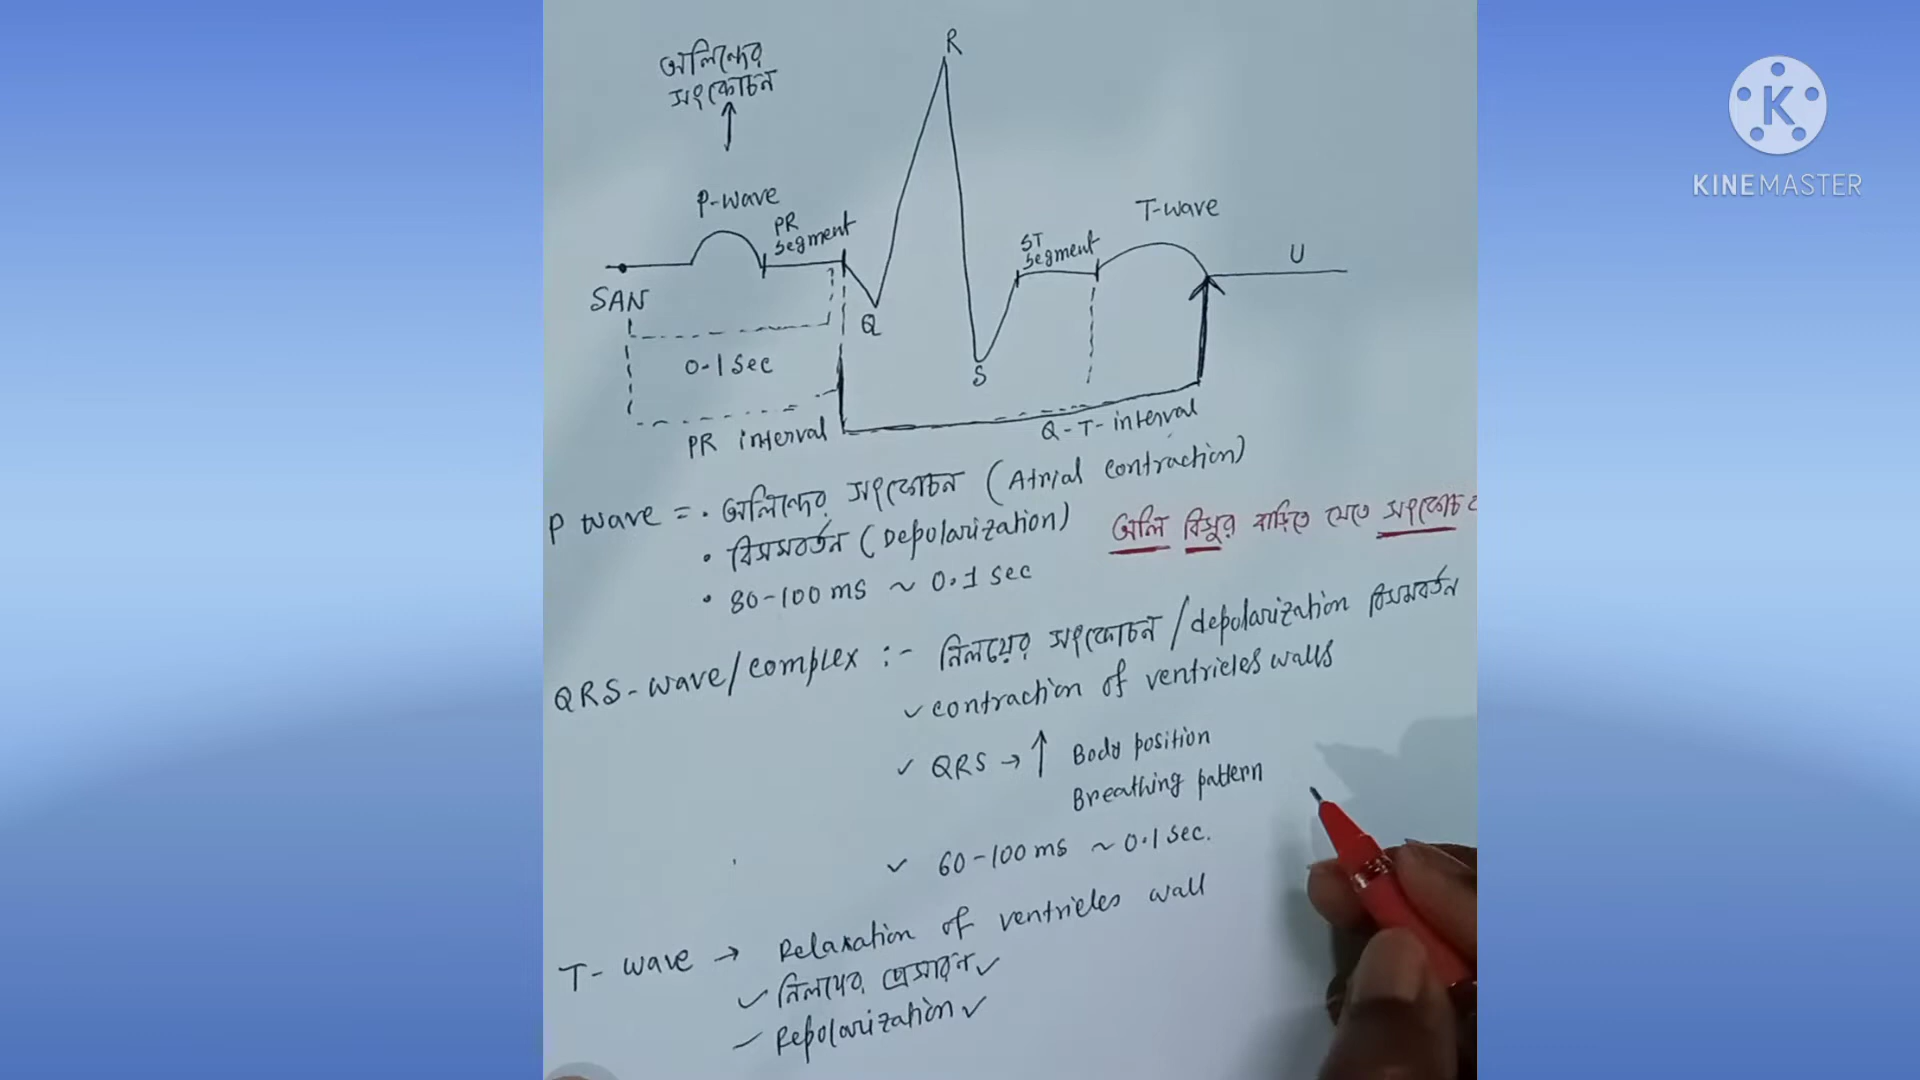 অলিন্দের
সংকোচন
R
P-wave
PR
segment
ST
segment
T-wave
U
SAN
Q
S
0.1 sec
PR interval
Q-T-interval
P wave = • অলিন্দের সংকোচন (Atrial contraction)
• বিসমবর্তন (Depolarization)
অলি বিসুর বাড়িতে যেতে সংকোচ
• 80-100 ms ~ 0.1 sec
QRS-wave/complex :- নিলয়ের সংকোচন/depolarization বিসমবর্তন
✓ contraction of ventricles walls
✓ QRS → ↑ Body position
Breathing pattern
✓ 60-100 ms ~ 0.1 sec.
T-wave → Relaxation of ventricles wall
✓ নিলয়ের প্রসারন ✓
– Repolarization ✓
K
KINEMASTER